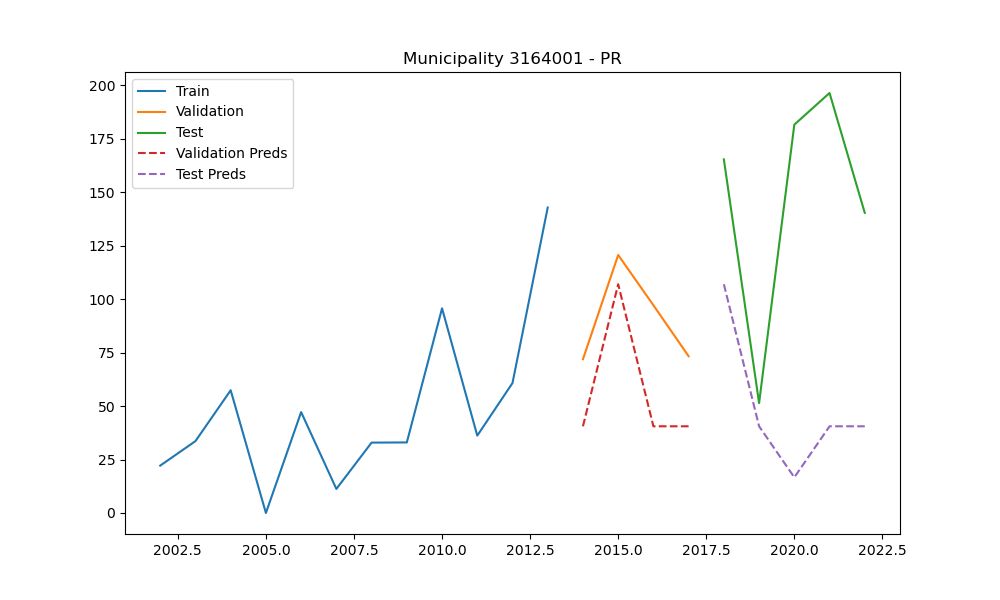 Municipality 3164001 - PR
Train
Validation
Test
Validation Preds
Test Preds
200
175
150
125
100
75
50
25
0
2002.5 2005.0 2007.5 2010.0 2012.5 2015.0 2017.5 2020.0 2022.5